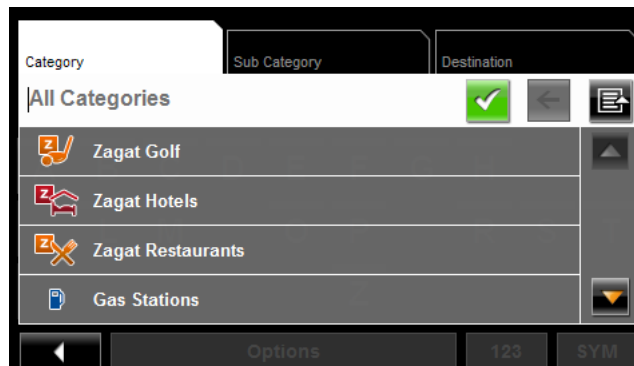 Category Sub Category Destination
All Categories
Z Zagat Golf
Z Zagat Hotels
Z Zagat Restaurants
Gas Stations
Options 123 SYM